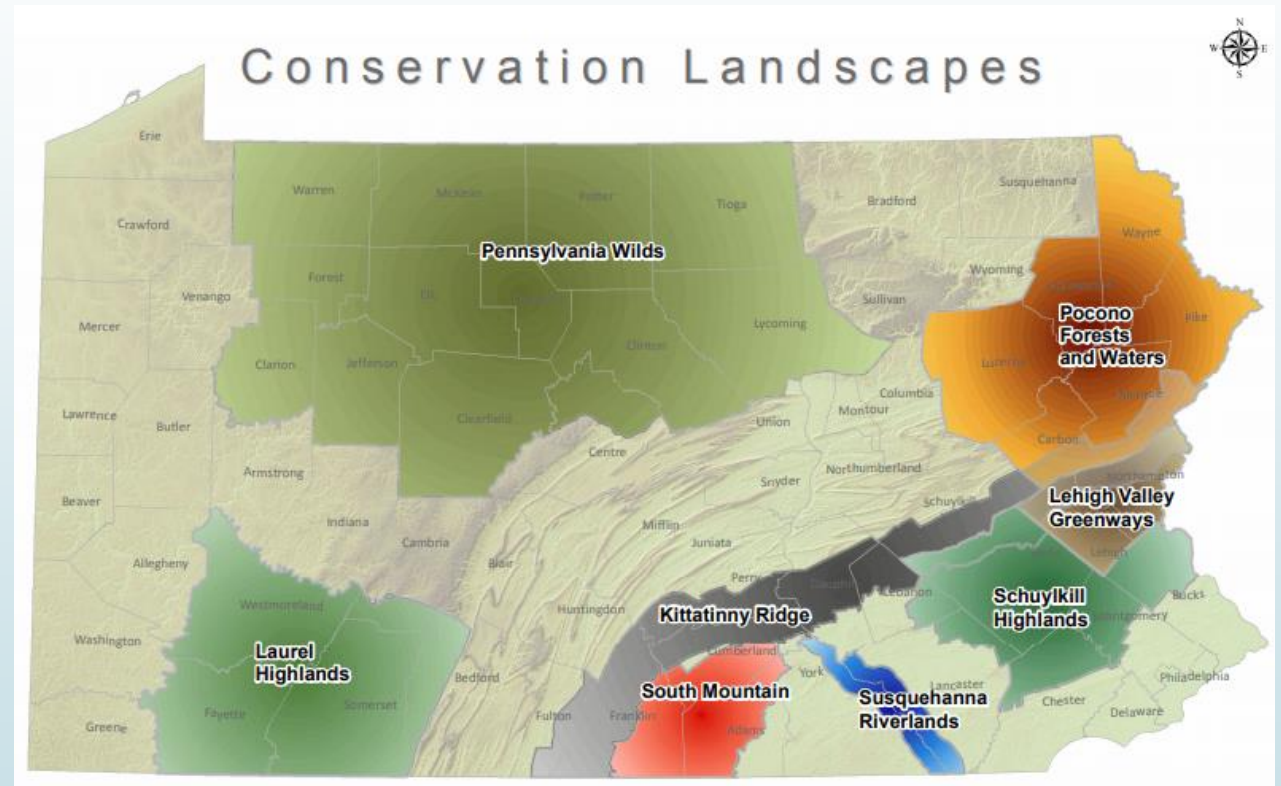 Conservation Landscapes
N
W
E
S
Erie
Warren
McKean
Potter
Tioga
Bradford
Susquehanna
Crawford
Wayne
Pennsylvania Wilds
Forest
Elk
Wyoming
Venango
Sullivan
Mercer
Lycoming
Pocono
Forests
and Waters
Pike
Clarion
Jefferson
Clinton
Luzerne
Columbia
Monroe
Lawrence
Butler
Clearfield
Montour
Union
Carbon
Centre
Armstrong
Northumberland
Northampton
Snyder
Beaver
Schuylkill
Lehigh Valley
Greenways
Indiana
Mifflin
Cambria
Juniata
Allegheny
Blair
Lehigh
Perry
Dauphin
Lebanon
Westmoreland
Huntingdon
Kittatinny Ridge
Schuylkill
Highlands
Bucks
Montgomery
Washington
Laurel
Highlands
Cumberland
Bedford
York
Lancaster
Philadelphia
South Mountain
Susquehanna
Riverlands
Chester
Somerset
Fayette
Fulton
Franklin
Delaware
Greene
Adams